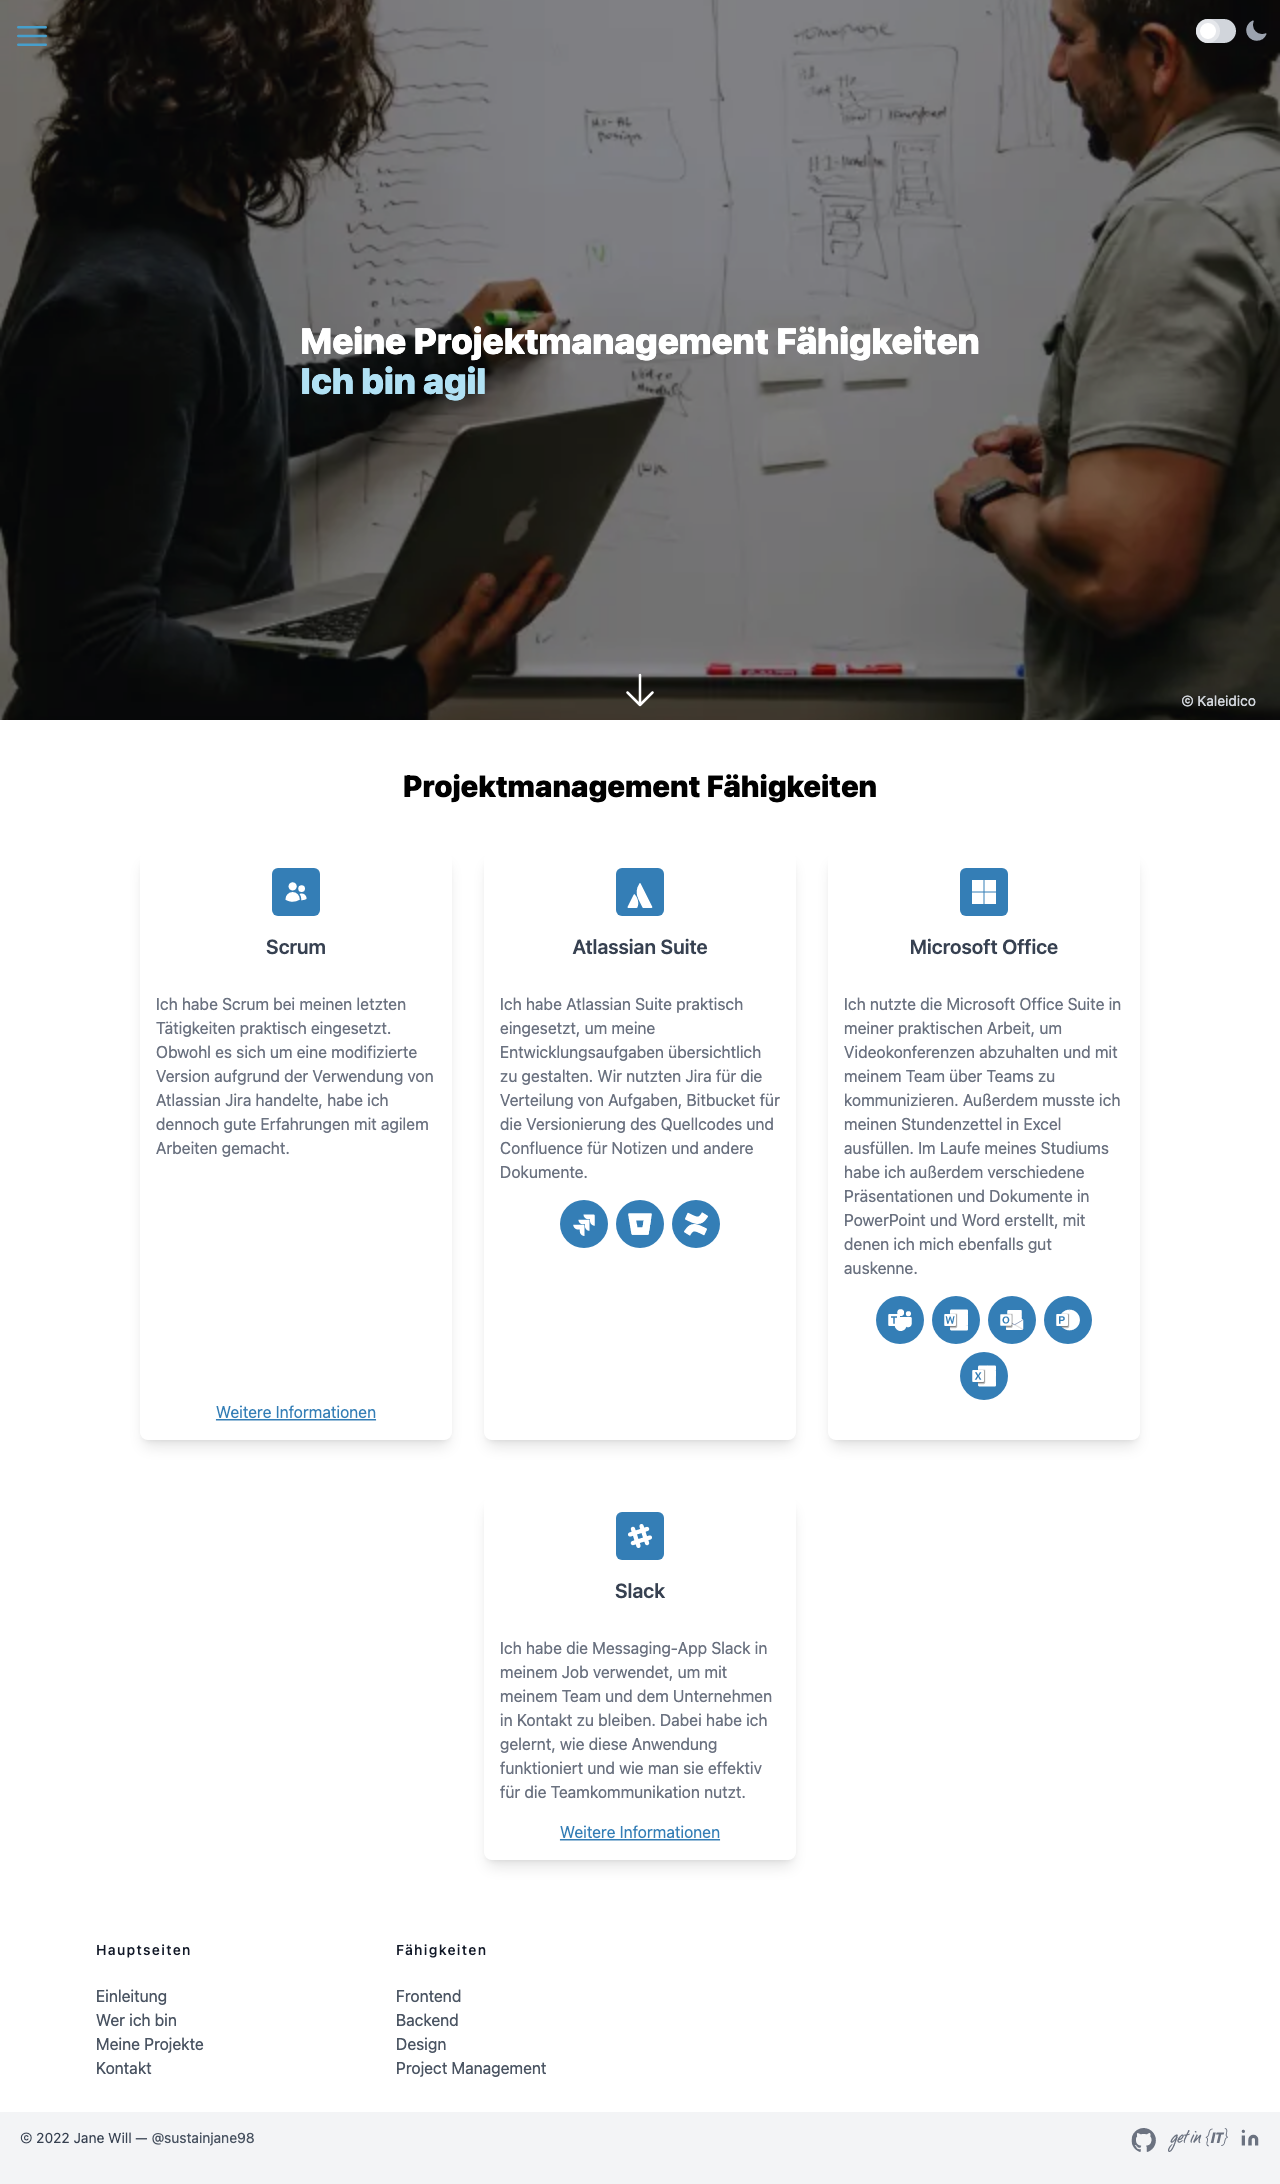 Meine Projektmanagement Fähigkeiten
Ich bin agil
© Kaleidico
Projektmanagement Fähigkeiten
Scrum
Ich habe Scrum bei meinen letzten
Tätigkeiten praktisch eingesetzt.
Obwohl es sich um eine modifizierte
Version aufgrund der Verwendung von
Atlassian Jira handelte, habe ich
dennoch gute Erfahrungen mit agilem
Arbeiten gemacht.
Weitere Informationen
Atlassian Suite
Ich habe Atlassian Suite praktisch
eingesetzt, um meine
Entwicklungsaufgaben übersichtlich
zu gestalten. Wir nutzten Jira für die
Verteilung von Aufgaben, Bitbucket für
die Versionierung des Quellcodes und
Confluence für Notizen und andere
Dokumente.
Microsoft Office
Ich nutzte die Microsoft Office Suite in
meiner praktischen Arbeit, um
Videokonferenzen abzuhalten und mit
meinem Team über Teams zu
kommunizieren. Außerdem musste ich
meinen Stundenzettel in Excel
ausfüllen. Im Laufe meines Studiums
habe ich außerdem verschiedene
Präsentationen und Dokumente in
PowerPoint und Word erstellt, mit
denen ich mich ebenfalls gut
auskenne.
T W O P
X
Slack
Ich habe die Messaging-App Slack in
meinem Job verwendet, um mit
meinem Team und dem Unternehmen
in Kontakt zu bleiben. Dabei habe ich
gelernt, wie diese Anwendung
funktioniert und wie man sie effektiv
für die Teamkommunikation nutzt.
Weitere Informationen
Hauptseiten
Einleitung
Wer ich bin
Meine Projekte
Kontakt
Fähigkeiten
Frontend
Backend
Design
Project Management
© 2022 Jane Will — @sustainjane98
get in {IT} in